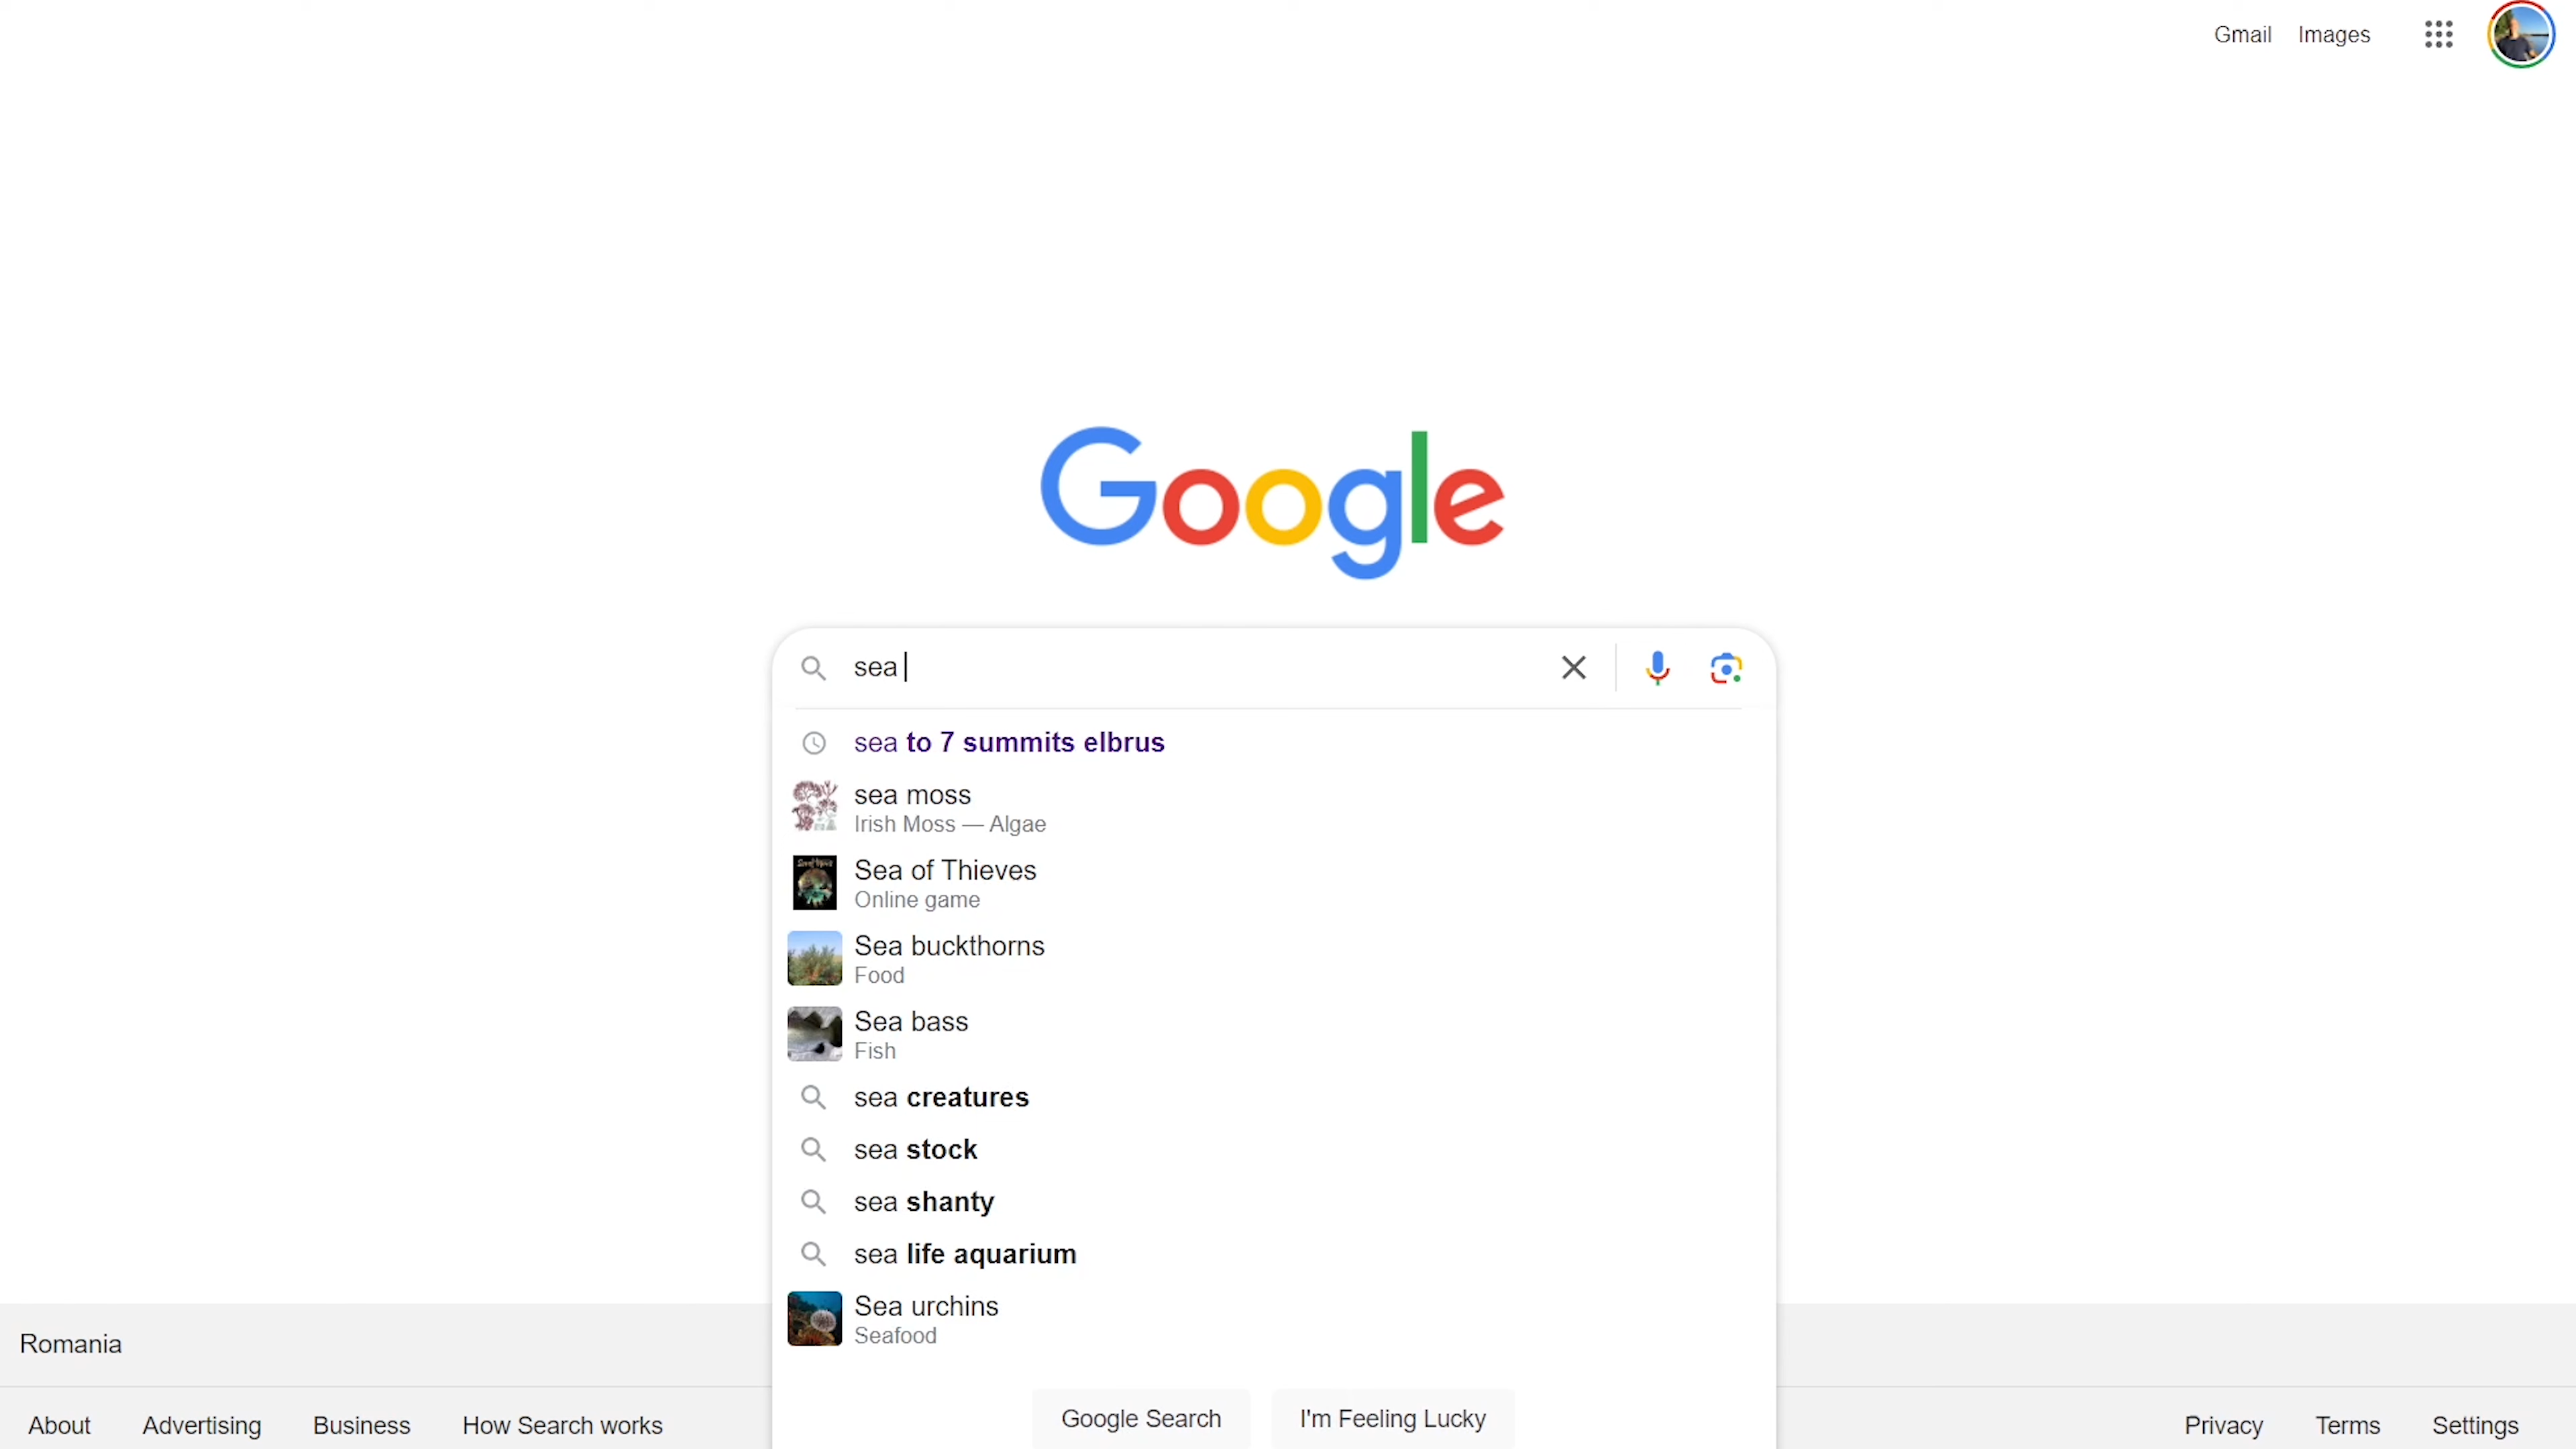 Gmail Images
Google
sea
sea to 7 summits elbrus
sea moss
Irish Moss — Algae
Sea of Thieves
Online game
Sea buckthorns
Food
Sea bass
Fish
sea creatures
sea stock
sea shanty
sea life aquarium
Sea urchins
Seafood
Google Search I'm Feeling Lucky
Romania
About Advertising Business How Search works
Privacy Terms Settings